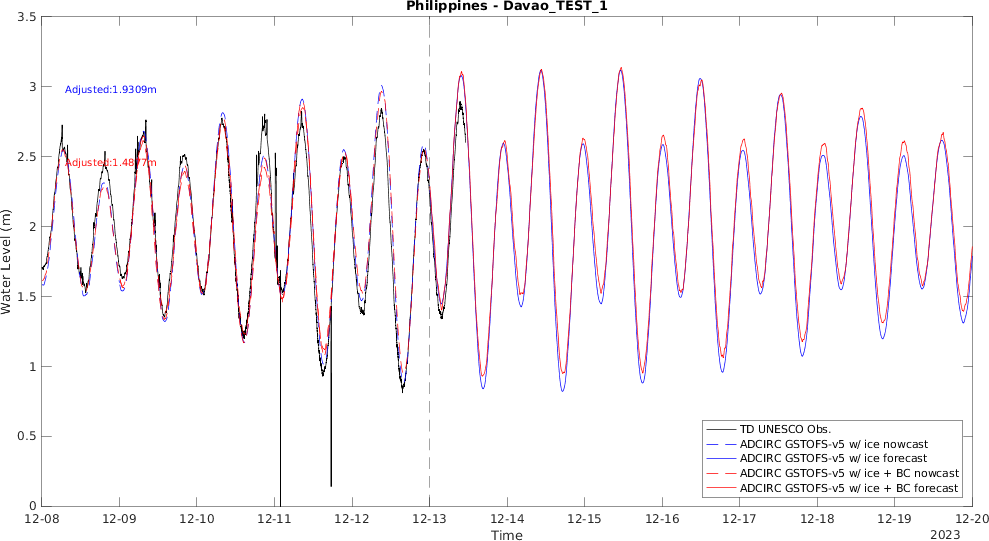 Philippines - Davao_TEST_1
3.5
3
2.5
2
1.5
1
0.5
0
Water Level (m)
Adjusted:1.9309m
Adjusted:1.4877m
TD UNESCO Obs.
ADCIRC GSTOFS-v5 w/ ice nowcast
ADCIRC GSTOFS-v5 w/ ice forecast
ADCIRC GSTOFS-v5 w/ ice + BC nowcast
ADCIRC GSTOFS-v5 w/ ice + BC forecast
12-08 12-09 12-10 12-11 12-12 12-13 12-14 12-15 12-16 12-17 12-18 12-19 12-20
Time
2023